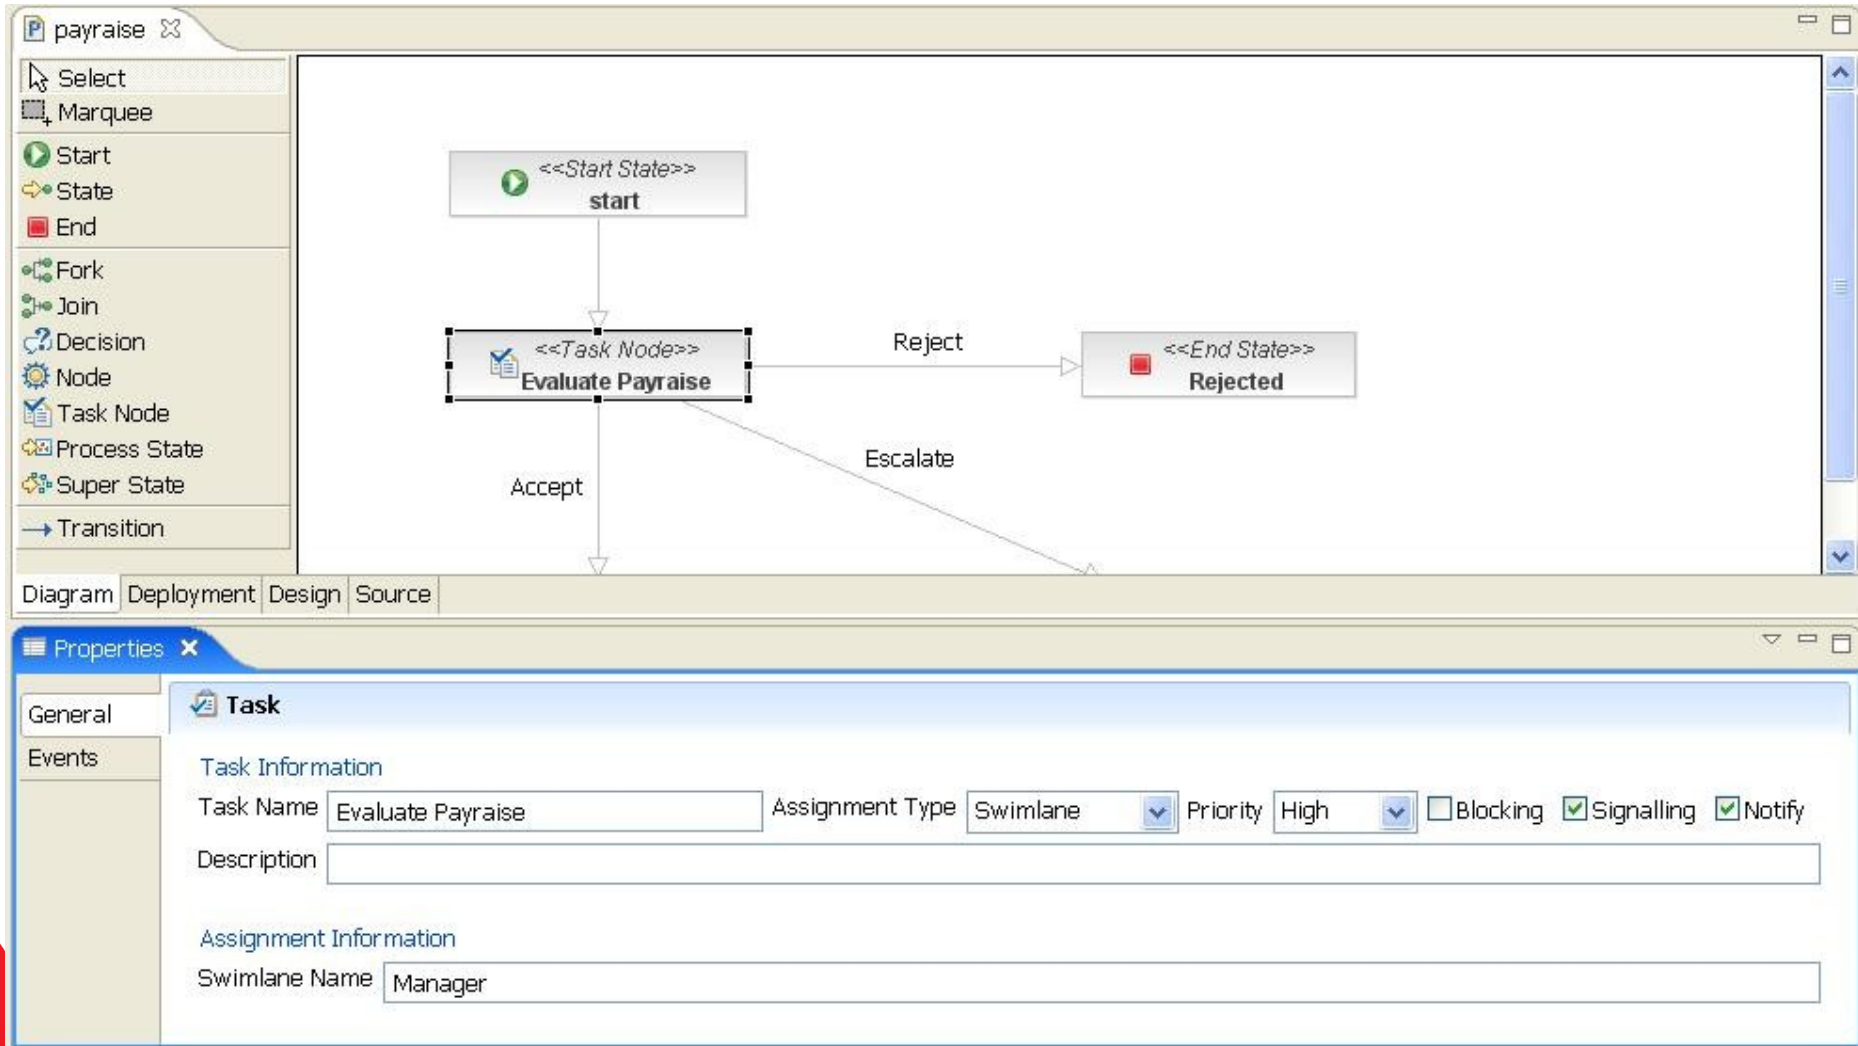 payraise
Select
Marquee
Start
State
End
Fork
Join
Decision
Node
Task Node
Process State
Super State
Transition
<<Start State>>
start
<<Task Node>>
Evaluate Payraise
Reject
<<End State>>
Rejected
Escalate
Accept
Diagram Deployment Design Source
Properties
General
Events
Task
Task Information
Task Name Evaluate Payraise Assignment Type Swimlane Priority High Blocking Signalling Notify
Description
Assignment Information
Swimlane Name Manager